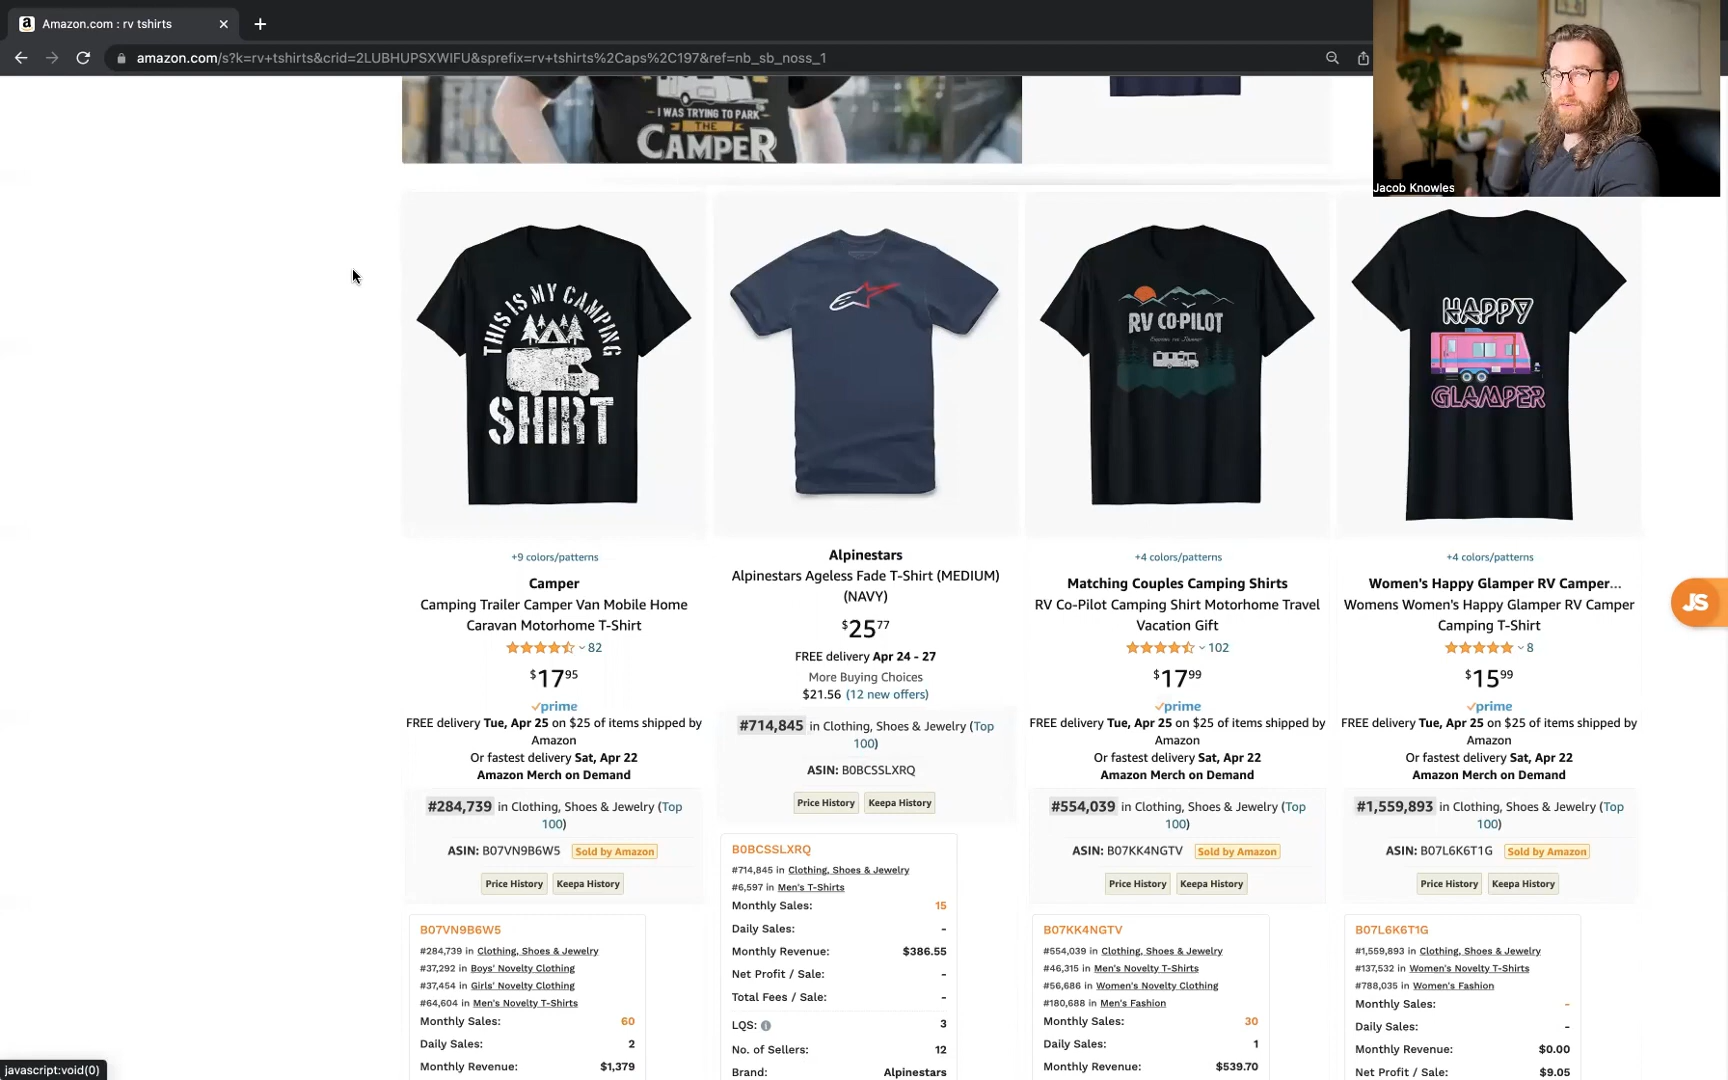 Amazon.com : rv tshirts
amazon.com/s?k=rv+tshirts&crid=2LUBHUPSXWIFU&sprefix=rv+tshirts%2Caps%2C197&ref=nb_sb_noss_1
Jacob Knowles
I WAS TRYING TO PARK
THE
CAMPER
THIS IS MY CAMPING
SHIRT
RV CO-PILOT
HAPPY
GLAMPER
+9 colors/patterns
Camper
Camping Trailer Camper Van Mobile Home
Caravan Motorhome T-Shirt
82
$17.95
prime
FREE delivery Tue, Apr 25 on $25 of items shipped by
Amazon
Or fastest delivery Sat, Apr 22
Amazon Merch on Demand
#284,739 in Clothing, Shoes & Jewelry (Top
100)
ASIN: B07VN9B6W5 Sold by Amazon
Price History Keepa History
B07VN9B6W5
#284,739 in Clothing, Shoes & Jewelry
#37,292 in Boys' Novelty Clothing
#37,454 in Girls' Novelty Clothing
#64,604 in Men's Novelty T-Shirts
Monthly Sales: 60
Daily Sales: 2
Monthly Revenue: $1,379
Alpinestars
Alpinestars Ageless Fade T-Shirt (MEDIUM)
(NAVY)
$25.77
FREE delivery Apr 24 - 27
More Buying Choices
$21.56 (12 new offers)
#714,845 in Clothing, Shoes & Jewelry (Top
100)
ASIN: B0BCSSLXRQ
Price History Keepa History
B0BCSSLXRQ
#714,845 in Clothing, Shoes & Jewelry
#6,597 in Men's T-Shirts
Monthly Sales: 15
Daily Sales: -
Monthly Revenue: $386.55
Net Profit / Sale: -
Total Fees / Sale: -
LQS: 3
No. of Sellers: 12
Brand: Alpinestars
+4 colors/patterns
Matching Couples Camping Shirts
RV Co-Pilot Camping Shirt Motorhome Travel
Vacation Gift
102
$17.99
prime
FREE delivery Tue, Apr 25 on $25 of items shipped by
Amazon
Or fastest delivery Sat, Apr 22
Amazon Merch on Demand
#554,039 in Clothing, Shoes & Jewelry (Top
100)
ASIN: B07KK4NGTV Sold by Amazon
Price History Keepa History
B07KK4NGTV
#554,039 in Clothing, Shoes & Jewelry
#46,315 in Men's Novelty T-Shirts
#56,686 in Women's Novelty Clothing
#180,688 in Men's Fashion
Monthly Sales: 30
Daily Sales: 1
Monthly Revenue: $539.70
+4 colors/patterns
Women's Happy Glamper RV Camper...
Womens Women's Happy Glamper RV Camper
Camping T-Shirt
8
$15.99
prime
FREE delivery Tue, Apr 25 on $25 of items shipped by
Amazon
Or fastest delivery Sat, Apr 22
Amazon Merch on Demand
#1,559,893 in Clothing, Shoes & Jewelry (Top
100)
ASIN: B07L6K6T1G Sold by Amazon
Price History Keepa History
B07L6K6T1G
#1,559,893 in Clothing, Shoes & Jewelry
#137,532 in Women's Novelty T-Shirts
#788,035 in Women's Fashion
Monthly Sales: -
Daily Sales: -
Monthly Revenue: $0.00
Net Profit / Sale: $9.05
JS
javascript:void(0)